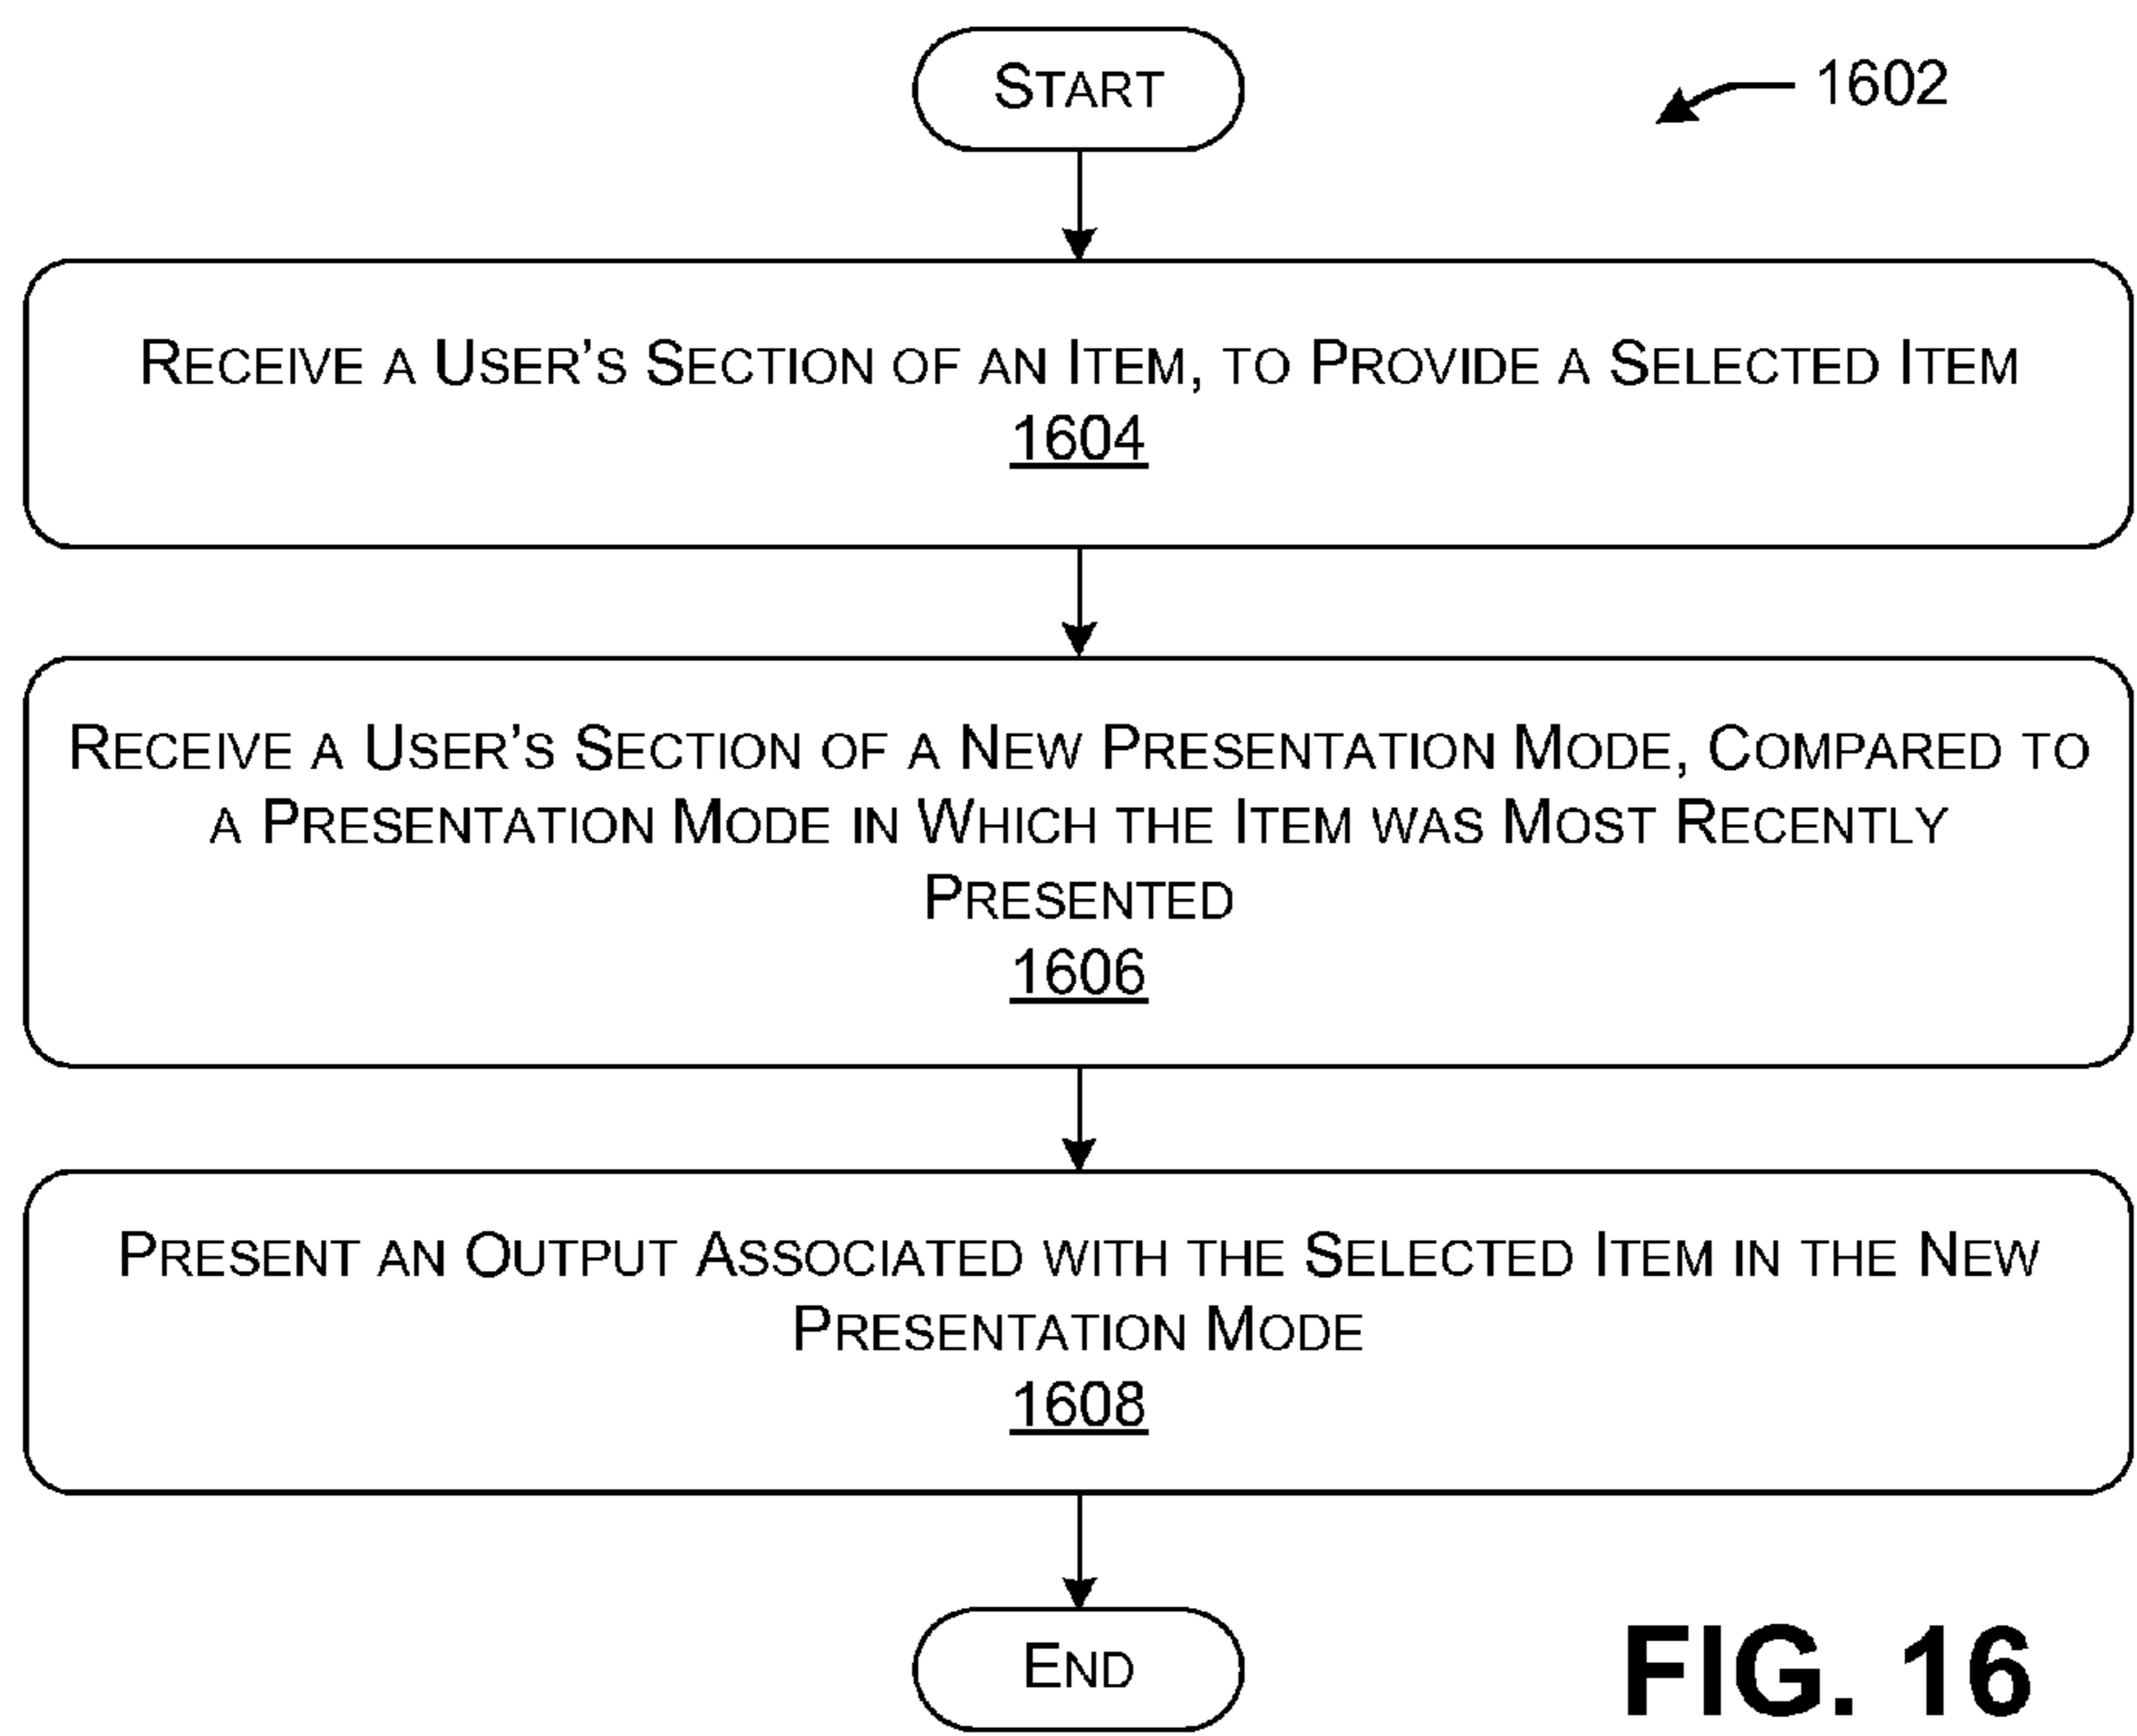 START
1602
RECEIVE A USER'S SECTION OF AN ITEM, TO PROVIDE A SELECTED ITEM
1604
RECEIVE A USER'S SECTION OF A NEW PRESENTATION MODE, COMPARED TO
A PRESENTATION MODE IN WHICH THE ITEM WAS MOST RECENTLY
PRESENTED
1606
PRESENT AN OUTPUT ASSOCIATED WITH THE SELECTED ITEM IN THE NEW
PRESENTATION MODE
1608
END
FIG. 16